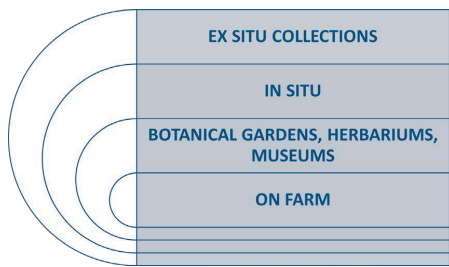 EX SITU COLLECTIONS
IN SITU
BOTANICAL GARDENS, HERBARIUMS,
MUSEUMS
ON FARM